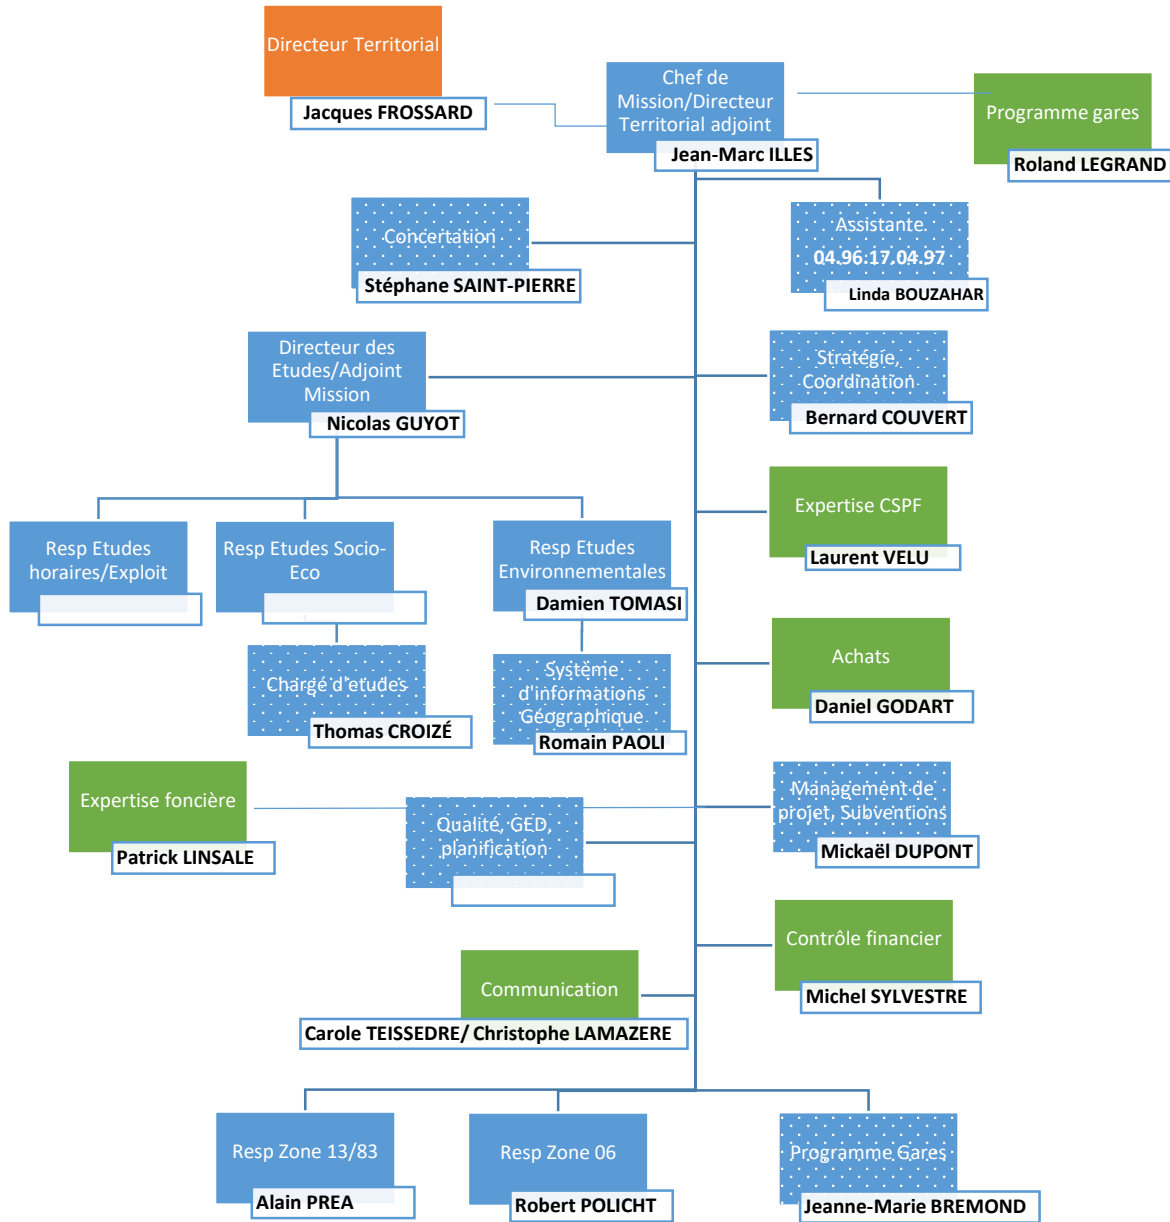 Directeur Territorial
Jacques FROSSARD
Chef de
Mission/Directeur
Territorial adjoint
Jean-Marc ILLES
Programme gares
Roland LEGRAND
Concertation
Stéphane SAINT-PIERRE
Assistante
04.96.17.04.97
Linda BOUZAHAR
Directeur des
Etudes/Adjoint
Mission
Nicolas GUYOT
Stratégie,
Coordination
Bernard COUVERT
Resp Etudes
horaires/Exploit
Resp Etudes Socio-
Eco
Resp Etudes
Environnementales
Damien TOMASI
Expertise CSPF
Laurent VELU
Chargé d'etudes
Thomas CROIZÉ
Système
d'informations
Géographique
Romain PAOLI
Achats
Daniel GODART
Expertise foncière
Patrick LINSALE
Qualité, GED,
planification
Management de
projet, Subventions
Mickaël DUPONT
Contrôle financier
Michel SYLVESTRE
Communication
Carole TEISSEDRE/ Christophe LAMAZERE
Resp Zone 13/83
Alain PREA
Resp Zone 06
Robert POLICHT
Programme Gares
Jeanne-Marie BREMOND